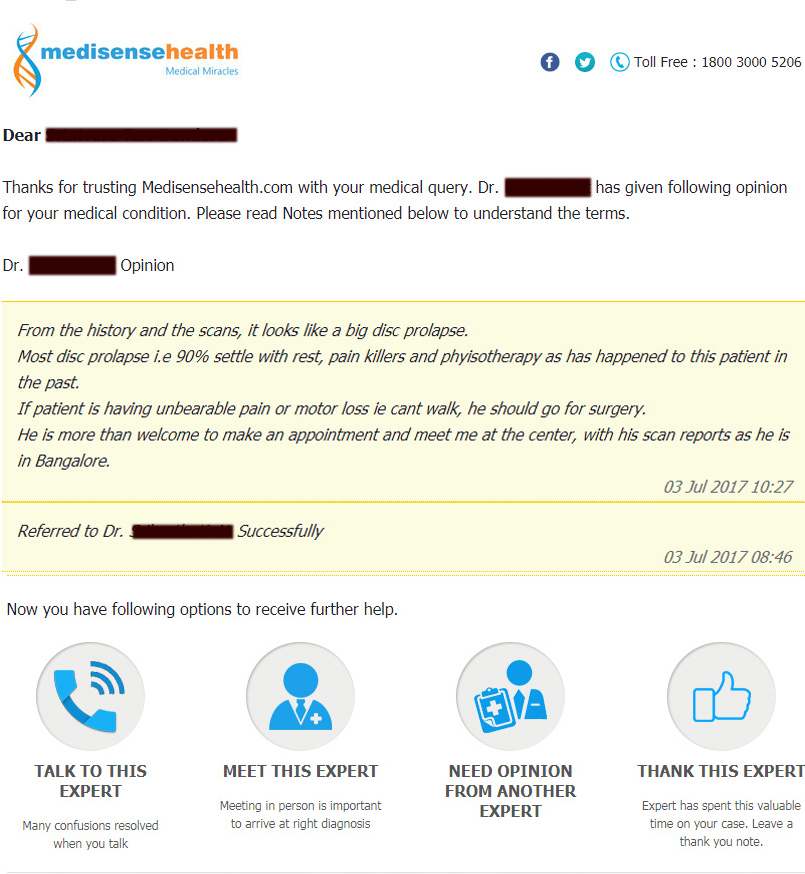 medisensehealth
Medical Miracles
Toll Free : 1800 3000 5206
Dear
Thanks for trusting Medisensehealth.com with your medical query. Dr. has given following opinion
for your medical condition. Please read Notes mentioned below to understand the terms.
Dr. Opinion
From the history and the scans, it looks like a big disc prolapse.
Most disc prolapse i.e 90% settle with rest, pain killers and phyisotherapy as has happened to this patient in
the past.
If patient is having unbearable pain or motor loss ie cant walk, he should go for surgery.
He is more than welcome to make an appointment and meet me at the center, with his scan reports as he is
in Bangalore.
03 Jul 2017 10:27
Referred to Dr. Successfully
03 Jul 2017 08:46
Now you have following options to receive further help.
TALK TO THIS
EXPERT
Many confusions resolved
when you talk
MEET THIS EXPERT
Meeting in person is important
to arrive at right diagnosis
NEED OPINION
FROM ANOTHER
EXPERT
THANK THIS EXPERT
Expert has spent this valuable
time on your case. Leave a
thank you note.